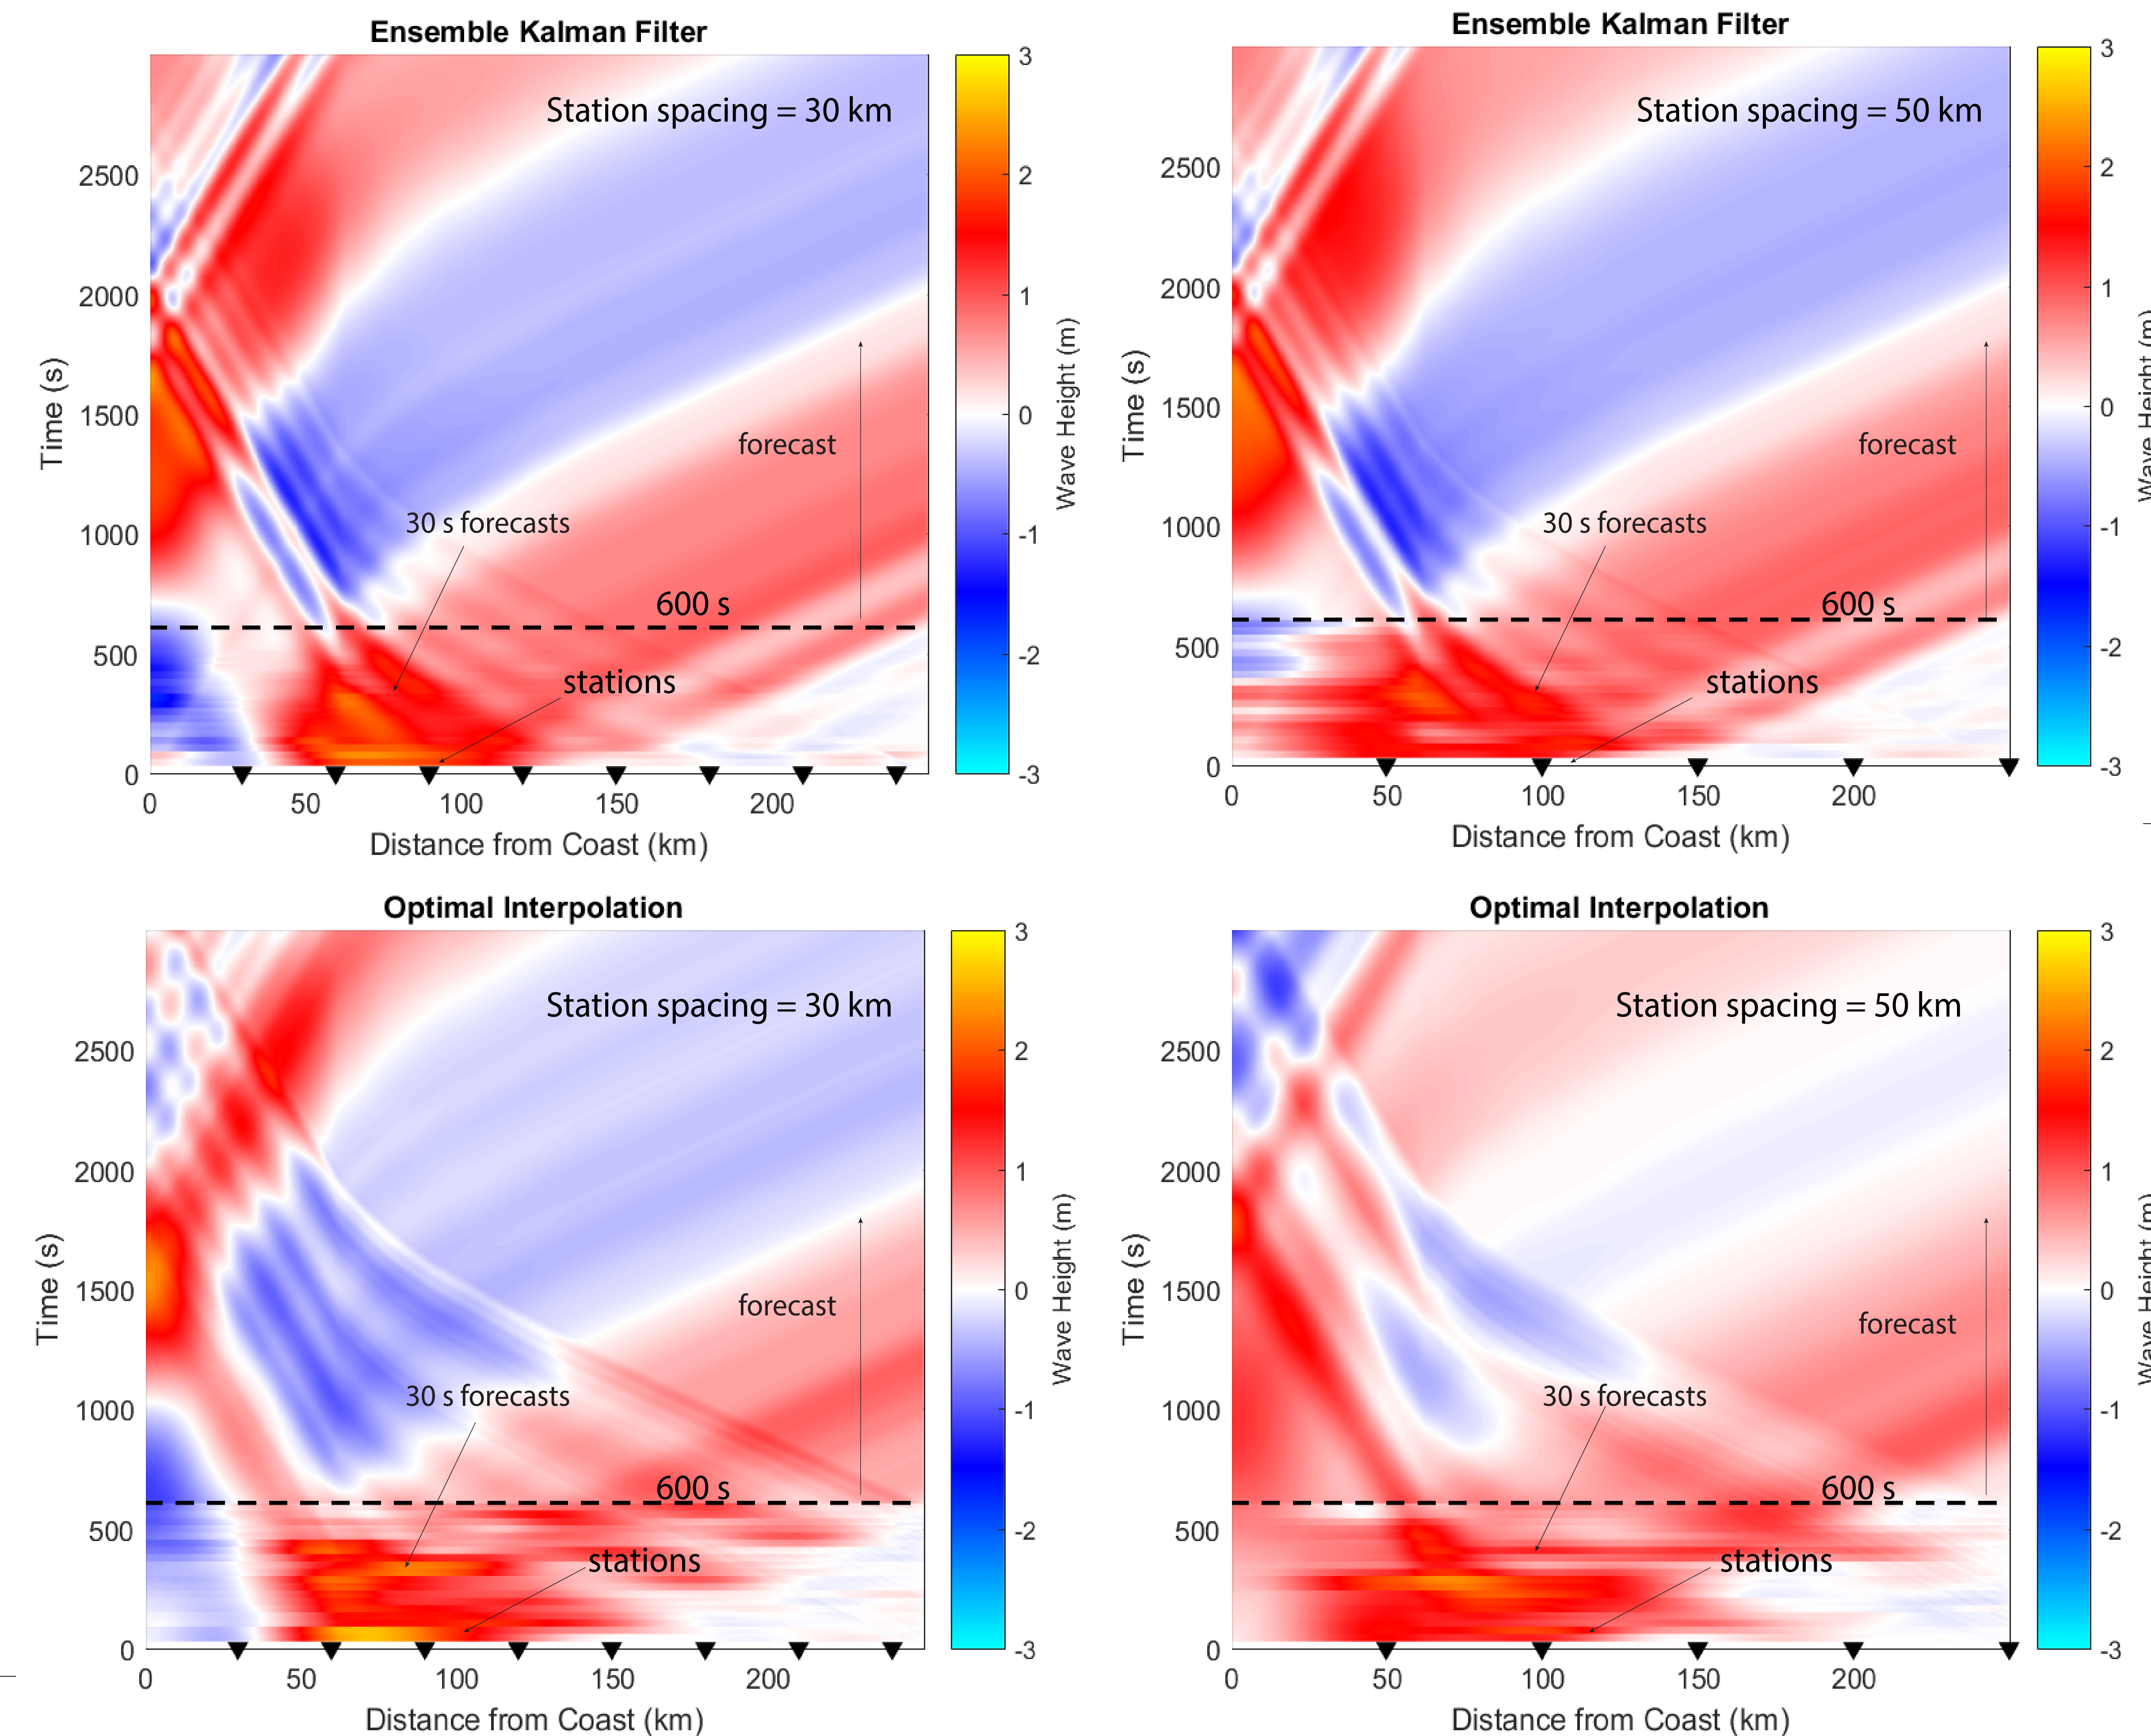 Ensemble Kalman Filter
Station spacing = 30 km
Time (s)
2500
2000
1500
1000
500
0
30 s forecasts
forecast
600 s
stations
0 50 100 150 200
Distance from Coast (km)
3
2
1
0
-1
-2
-3
Wave Height (m)
Ensemble Kalman Filter
Station spacing = 50 km
Time (s)
2500
2000
1500
1000
500
0
forecast
30 s forecasts
600 s
stations
0 50 100 150 200
Distance from Coast (km)
3
2
1
0
-1
-2
-3
Wave Height (m)
Optimal Interpolation
Station spacing = 30 km
Time (s)
2500
2000
1500
1000
500
0
forecast
30 s forecasts
600 s
stations
0 50 100 150 200
Distance from Coast (km)
3
2
1
0
-1
-2
-3
Wave Height (m)
Optimal Interpolation
Station spacing = 50 km
Time (s)
2500
2000
1500
1000
500
0
forecast
30 s forecasts
600 s
stations
0 50 100 150 200
Distance from Coast (km)
3
2
1
0
-1
-2
-3
Wave Height (m)